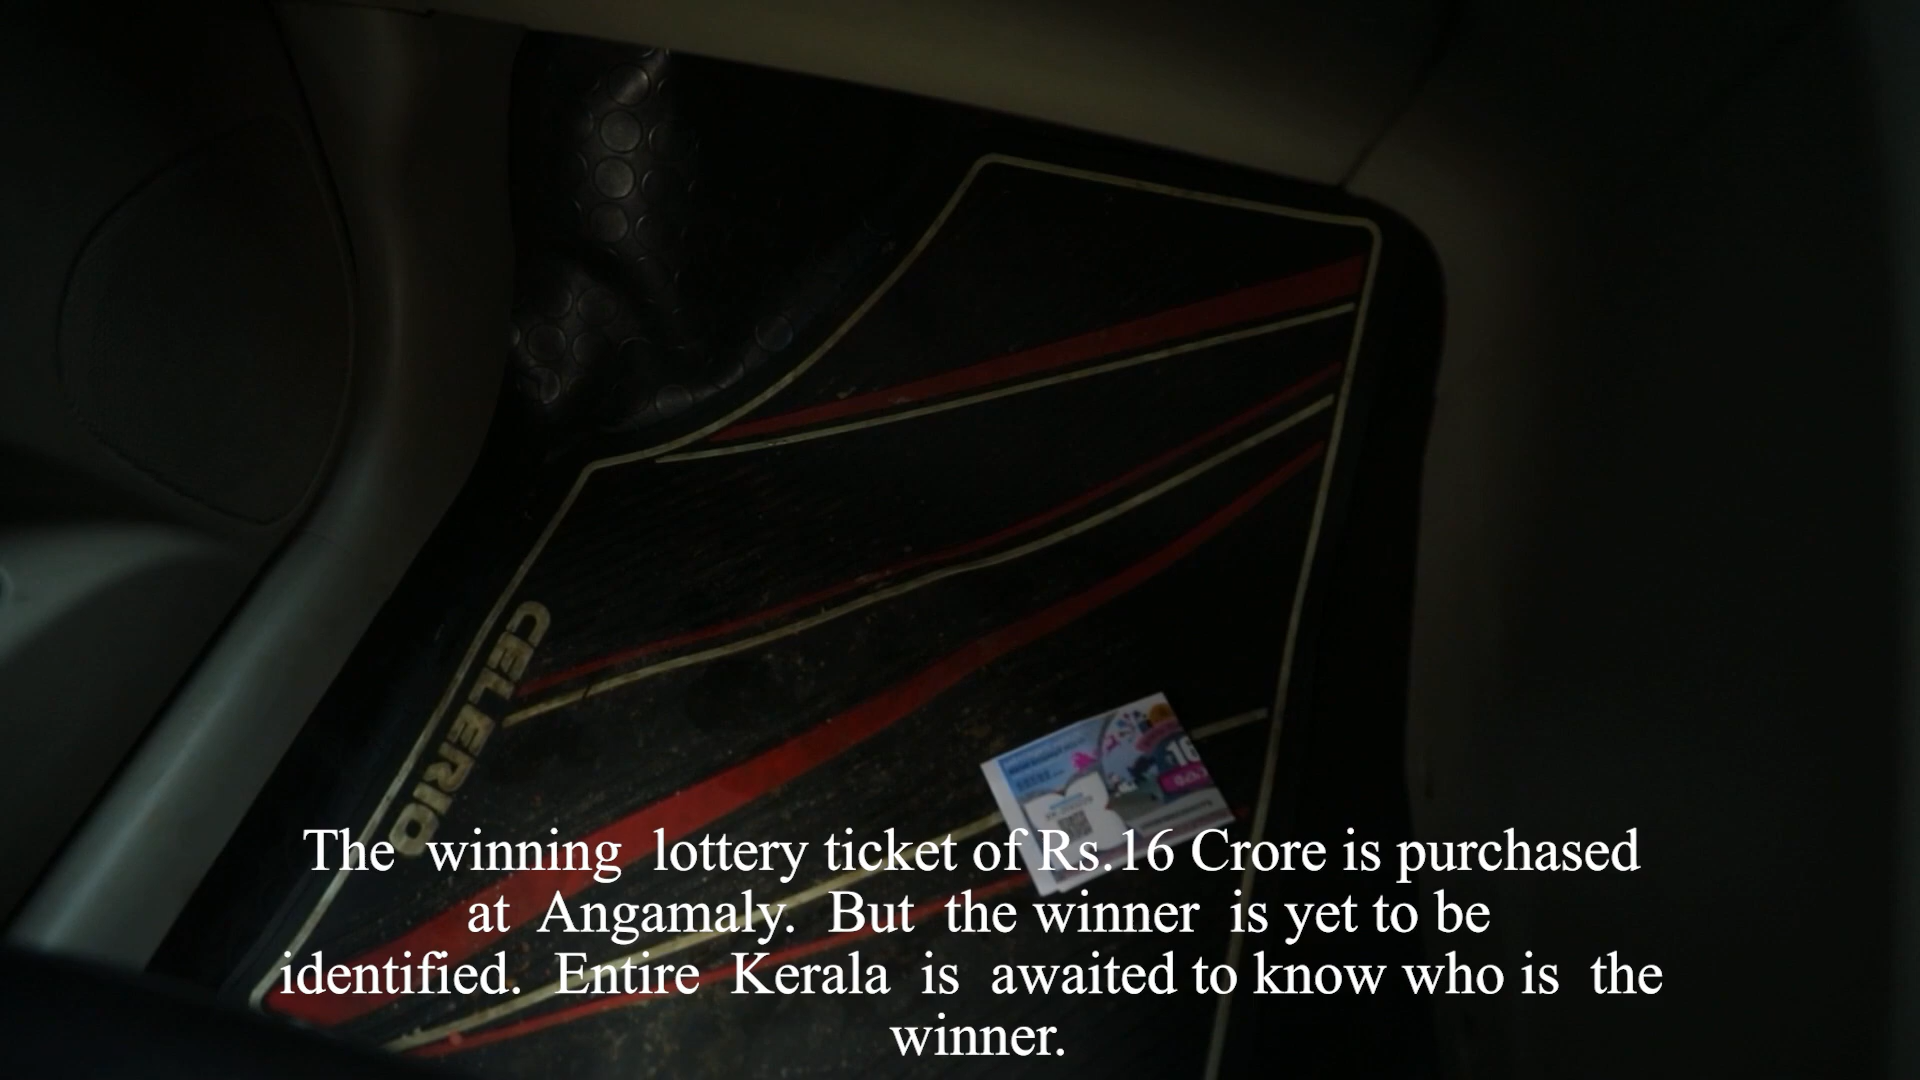 CELERIO
16
The winning lottery ticket of Rs.16 Crore is purchased
at Angamaly. But the winner is yet to be
identified. Entire Kerala is awaited to know who is the
winner.